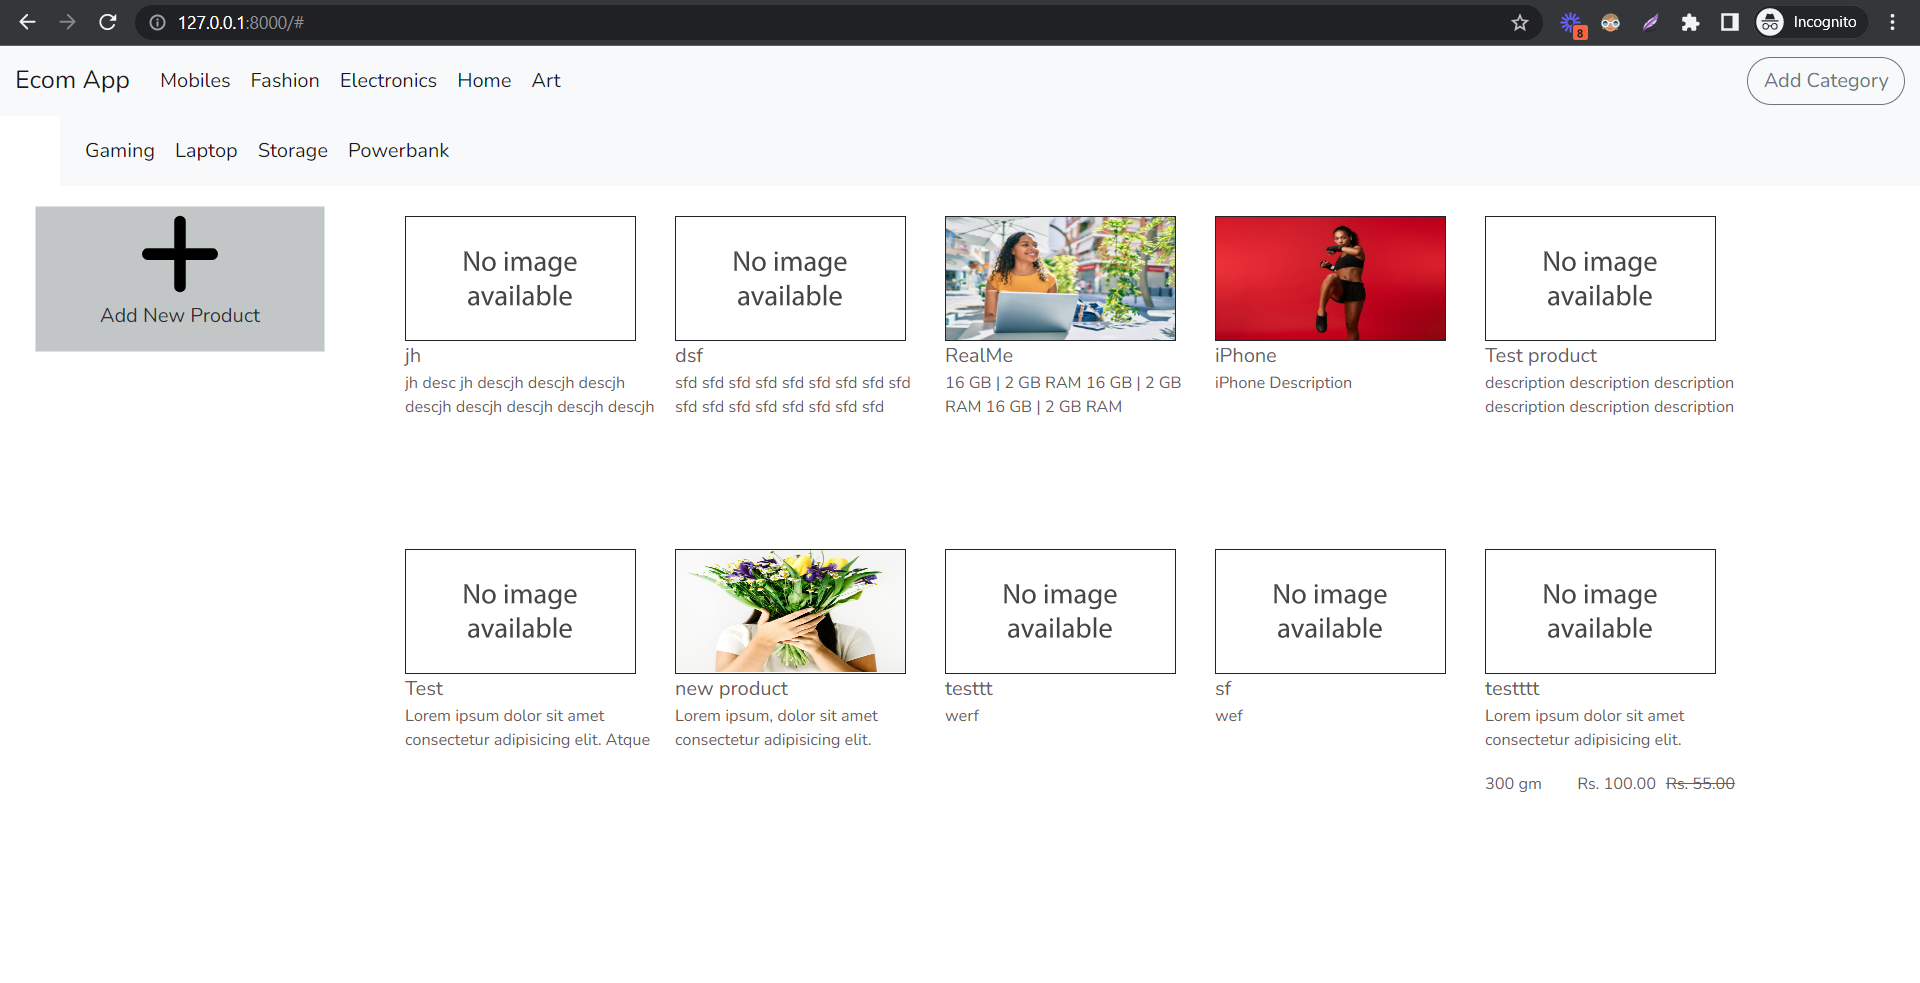 127.0.0.1:8000/#
8
Incognito
Ecom App Mobiles Fashion Electronics Home Art Add Category
Gaming Laptop Storage Powerbank
Add New Product
No image
available
jh
jh desc jh descjh descjh descjh
descjh descjh descjh descjh descjh
No image
available
dsf
sfd sfd sfd sfd sfd sfd sfd sfd sfd
sfd sfd sfd sfd sfd sfd sfd sfd
RealMe
16 GB | 2 GB RAM 16 GB | 2 GB
RAM 16 GB | 2 GB RAM
iPhone
iPhone Description
No image
available
Test product
description description description
description description description
No image
available
Test
Lorem ipsum dolor sit amet
consectetur adipisicing elit. Atque
new product
Lorem ipsum, dolor sit amet
consectetur adipisicing elit.
No image
available
testtt
werf
No image
available
sf
wef
No image
available
testttt
Lorem ipsum dolor sit amet
consectetur adipisicing elit.
300 gm Rs. 100.00 Rs. 55.00